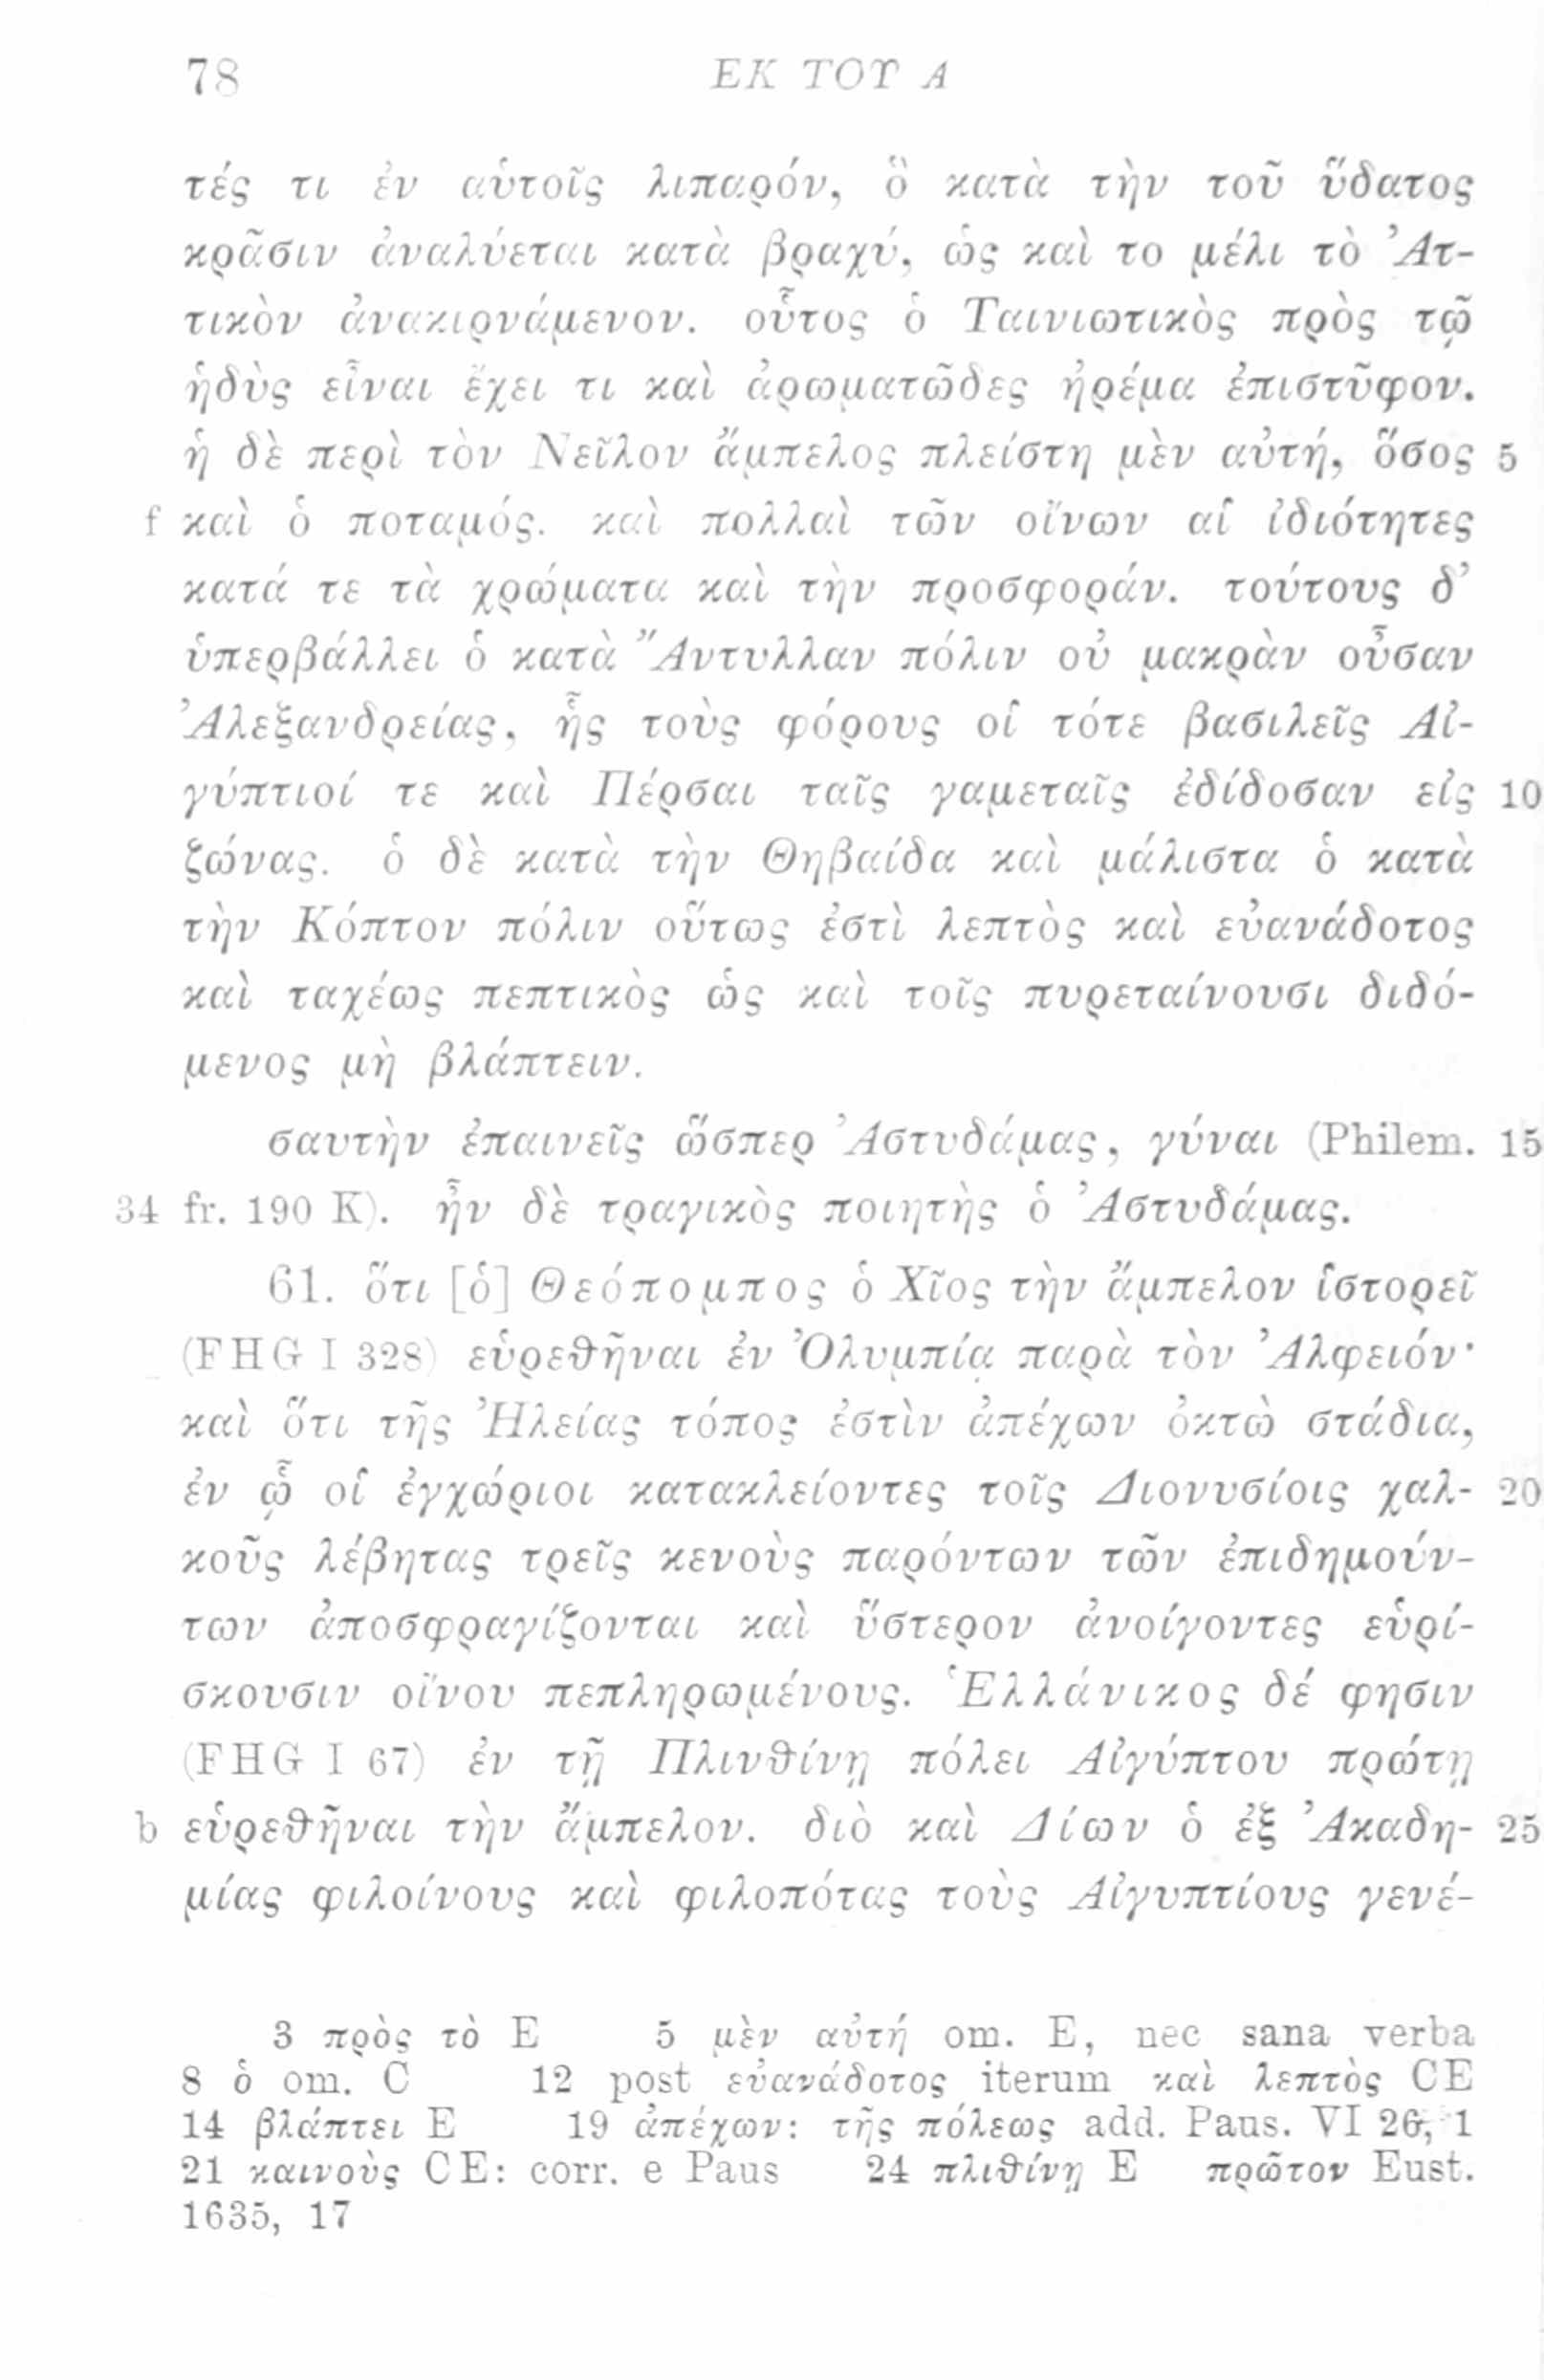 78 ΕΚ ΤΟΥ Α
τές τι ἐν αὐτοῖς λιπαρόν, ὃ κατὰ τὴν τοῦ ὕδατος
κρᾶσιν ἀναλύεται κατὰ βραχύ, ὡς καὶ το μέλι τὸ Ἀτ-
τικὸν ἀνακιρνάμενον. οὗτος ὁ Ταινιωτικὸς πρὸς τῷ
ἡδὺς εἶναι ἔχει τι καὶ ἀρωματῶδες ἠρέμα ἐπιστῦφον.
ἡ δὲ περὶ τὸν Νεῖλον ἄμπελος πλείστη μὲν αὐτή, ὅσος 5
f καὶ ὁ ποταμός. καὶ πολλαὶ τῶν οἴνων αἱ ἰδιότητες
κατά τε τὰ χρώματα καὶ τὴν προσφοράν. τούτους δ’
ὑπερβάλλει ὁ κατὰ Ἄντυλλαν πόλιν οὐ μακρὰν οὖσαν
Ἀλεξανδρείας, ἧς τοὺς φόρους οἱ τότε βασιλεῖς Αἰ-
γύπτιοί τε καὶ Πέρσαι ταῖς γαμεταῖς ἐδίδοσαν εἰς 10
ζώνας. ὁ δὲ κατὰ τὴν Θηβαίδα καὶ μάλιστα ὁ κατὰ
τὴν Κόπτον πόλιν οὕτως ἐστὶ λεπτὸς καὶ εὐανάδοτος
καὶ ταχέως πεπτικὸς ὡς καὶ τοῖς πυρεταίνουσι διδό-
μενος μὴ βλάπτειν.
σαυτὴν ἐπαινεῖς ὥσπερ Ἀστυδάμας, γύναι (Philem. 15
34 fr. 190 K). ἦν δὲ τραγικὸς ποιητὴς ὁ Ἀστυδάμας.
61. ὅτι [ὁ] Θεόπομπος ὁ Χῖος τὴν ἄμπελον ἱστορεῖ
(FHG I 328) εὑρεθῆναι ἐν Ὀλυμπίᾳ παρὰ τὸν Ἀλφειόν·
καὶ ὅτι τῆς Ἠλείας τόπος ἐστὶν ἀπέχων ὀκτὼ στάδια,
ἐν ᾧ οἱ ἐγχώριοι κατακλείοντες τοῖς Διονυσίοις χαλ- 20
κοῦς λέβητας τρεῖς κενοὺς παρόντων τῶν ἐπιδημούν-
των ἀποσφραγίζονται καὶ ὕστερον ἀνοίγοντες εὑρί-
σκουσιν οἴνου πεπληρωμένους. Ἑλλάνικος δέ φησιν
(FHG I 67) ἐν τῇ Πλινθίνῃ πόλει Αἰγύπτου πρώτῃ
b εὑρεθῆναι τὴν ἄμπελον. διὸ καὶ Δίων ὁ ἐξ Ἀκαδη- 25
μίας φιλοίνους καὶ φιλοπότας τοὺς Αἰγυπτίους γενέ-
3 πρὸς τὸ E 5 μὲν αὐτή om. E, nec sana verba
8 ὁ om. C 12 post εὐανάδοτος iterum καὶ λεπτὸς CE
14 βλάπτει E 19 ἀπέχων: τῆς πόλεως add. Paus. VI 26, 1
21 καινοὺς CE: corr. e Paus 24 πλιθίνῃ E πρῶτον Eust.
1635, 17